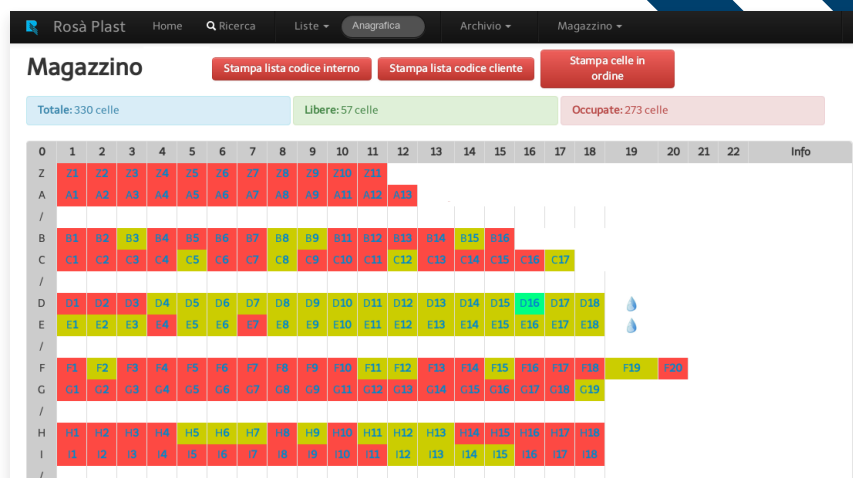 Rosà Plast Home Ricerca Liste Anagrafica Archivio Magazzino
Magazzino Stampa lista codice interno Stampa lista codice cliente Stampa celle in ordine
Totale: 330 celle Libere: 57 celle Occupate: 273 celle
0 1 2 3 4 5 6 7 8 9 10 11 12 13 14 15 16 17 18 19 20 21 22 Info
Z Z1 Z2 Z3 Z4 Z5 Z6 Z7 Z8 Z9 Z10 Z11
A A1 A2 A3 A4 A5 A6 A7 A8 A9 A11 A12 A13
/
B B1 B2 B3 B4 B5 B6 B7 B8 B9 B11 B12 B13 B14 B15 B16
C C1 C2 C3 C4 C5 C6 C7 C8 C9 C10 C11 C12 C13 C14 C15 C16 C17
/
D D1 D2 D3 D4 D5 D6 D7 D8 D9 D10 D11 D12 D13 D14 D15 D16 D17 D18
E E1 E2 E3 E4 E5 E6 E7 E8 E9 E10 E11 E12 E13 E14 E15 E16 E17 E18
/
F F1 F2 F3 F4 F5 F6 F7 F8 F9 F10 F11 F12 F13 F14 F15 F16 F17 F18 F19 F20
G G1 G2 G3 G4 G5 G6 G7 G8 G9 G11 G12 G13 G14 G15 G16 G17 G18 G19
/
H H1 H2 H3 H4 H5 H6 H7 H8 H9 H10 H11 H12 H13 H14 H15 H16 H17 H18
I I1 I2 I3 I4 I5 I6 I7 I8 I9 I10 I11 I12 I13 I14 I15 I16 I17 I18
/